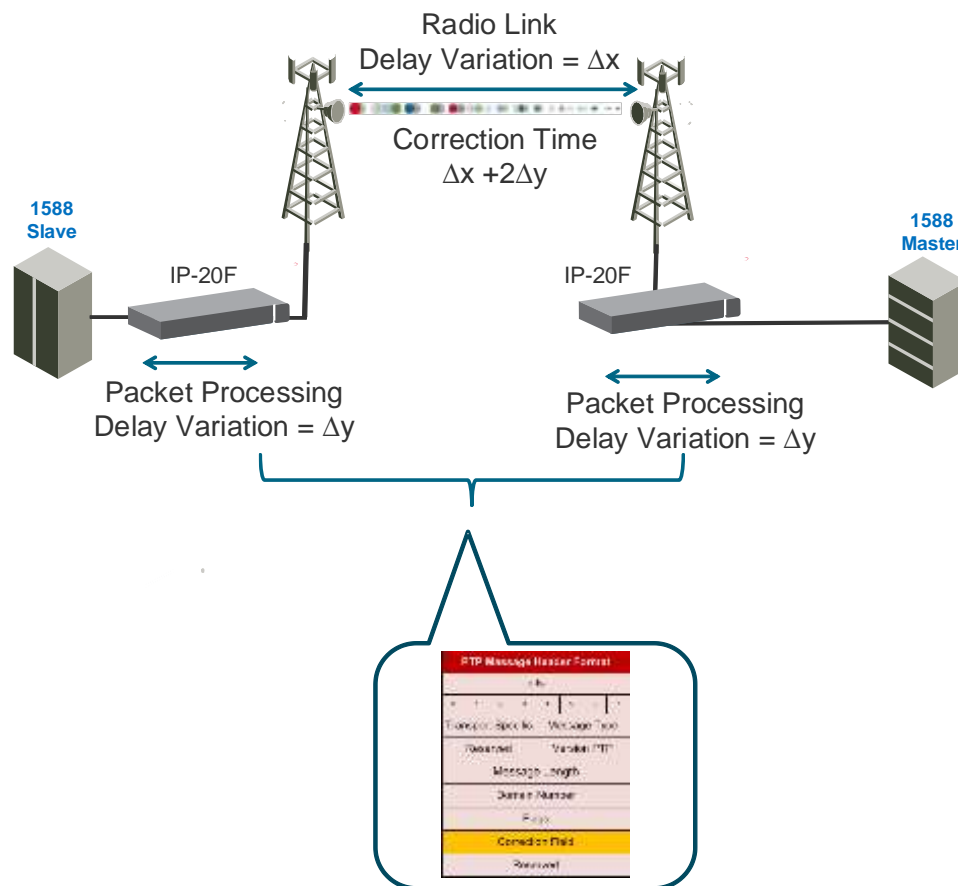 Radio Link
Delay Variation = Δx
Correction Time
Δx +2Δy
1588
Slave
1588
Master
IP-20F
IP-20F
Packet Processing
Delay Variation = Δy
Packet Processing
Delay Variation = Δy
PTP Message Header Format
Message Type
Reserved
Message Length
Domain Number
Correction Field
Reserved